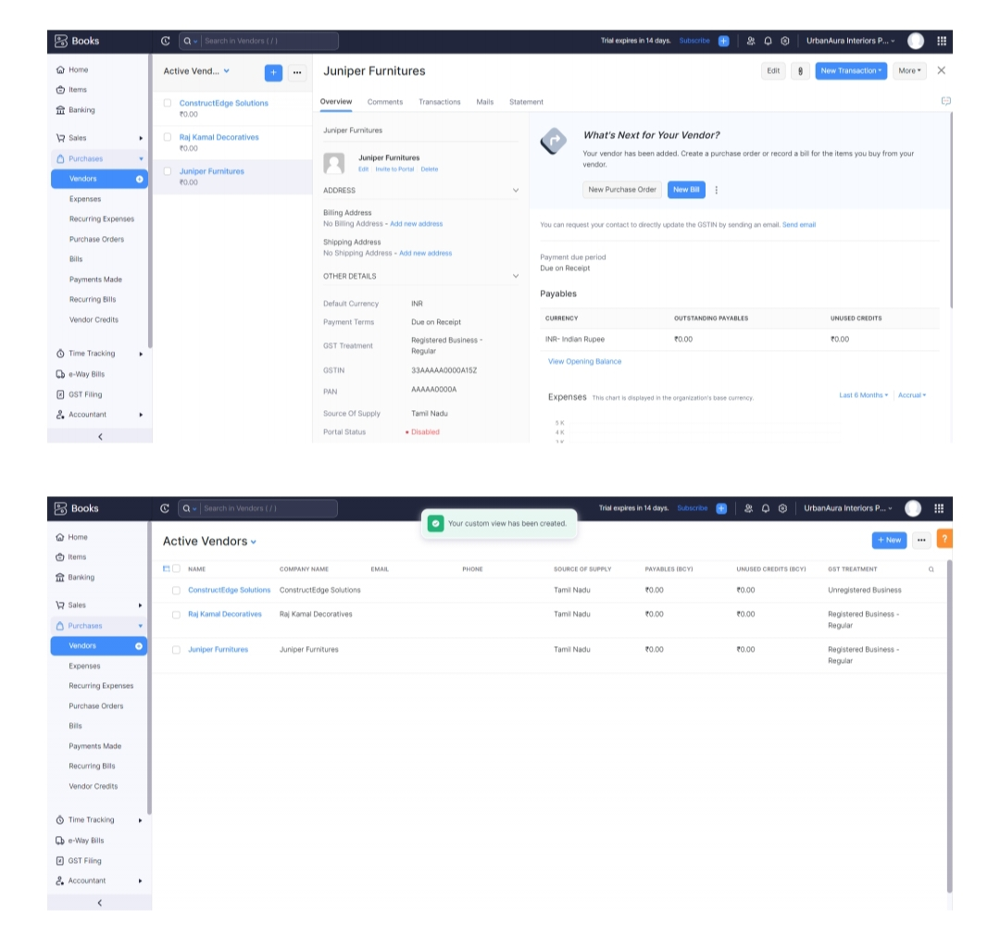 Books
Search in Vendors ( / )
Trial expires in 14 days. Subscribe
UrbanAura Interiors P...
Home
Items
Banking
Sales
Purchases
Vendors
Expenses
Recurring Expenses
Purchase Orders
Bills
Payments Made
Recurring Bills
Vendor Credits
Time Tracking
e-Way Bills
GST Filing
Accountant
Active Vend...
ConstructEdge Solutions
₹0.00
Raj Kamal Decoratives
₹0.00
Juniper Furnitures
₹0.00
Juniper Furnitures
Edit
New Transaction
More
Overview Comments Transactions Mails Statement
Juniper Furnitures
Juniper Furnitures
Edit Invite to Portal Delete
ADDRESS
Billing Address
No Billing Address - Add new address
Shipping Address
No Shipping Address - Add new address
OTHER DETAILS
Default Currency INR
Payment Terms Due on Receipt
GST Treatment Registered Business -
Regular
GSTIN 33AAAAA0000A15Z
PAN AAAAA0000A
Source Of Supply Tamil Nadu
Portal Status • Disabled
What's Next for Your Vendor?
Your vendor has been added. Create a purchase order or record a bill for the items you buy from your
vendor.
New Purchase Order New Bill
You can request your contact to directly update the GSTIN by sending an email. Send email
Payment due period
Due on Receipt
Payables
CURRENCY OUTSTANDING PAYABLES UNUSED CREDITS
INR- Indian Rupee ₹0.00 ₹0.00
View Opening Balance
Expenses This chart is displayed in the organization's base currency. Last 6 Months Accrual
5 K
4 K
Books
Search in Vendors ( / )
Your custom view has been created.
Trial expires in 14 days. Subscribe
UrbanAura Interiors P...
Home
Items
Banking
Sales
Purchases
Vendors
Expenses
Recurring Expenses
Purchase Orders
Bills
Payments Made
Recurring Bills
Vendor Credits
Time Tracking
e-Way Bills
GST Filing
Accountant
Active Vendors
+ New
?
NAME COMPANY NAME EMAIL PHONE SOURCE OF SUPPLY PAYABLES (BCY) UNUSED CREDITS (BCY) GST TREATMENT
ConstructEdge Solutions ConstructEdge Solutions Tamil Nadu ₹0.00 ₹0.00 Unregistered Business
Raj Kamal Decoratives Raj Kamal Decoratives Tamil Nadu ₹0.00 ₹0.00 Registered Business -
Regular
Juniper Furnitures Juniper Furnitures Tamil Nadu ₹0.00 ₹0.00 Registered Business -
Regular